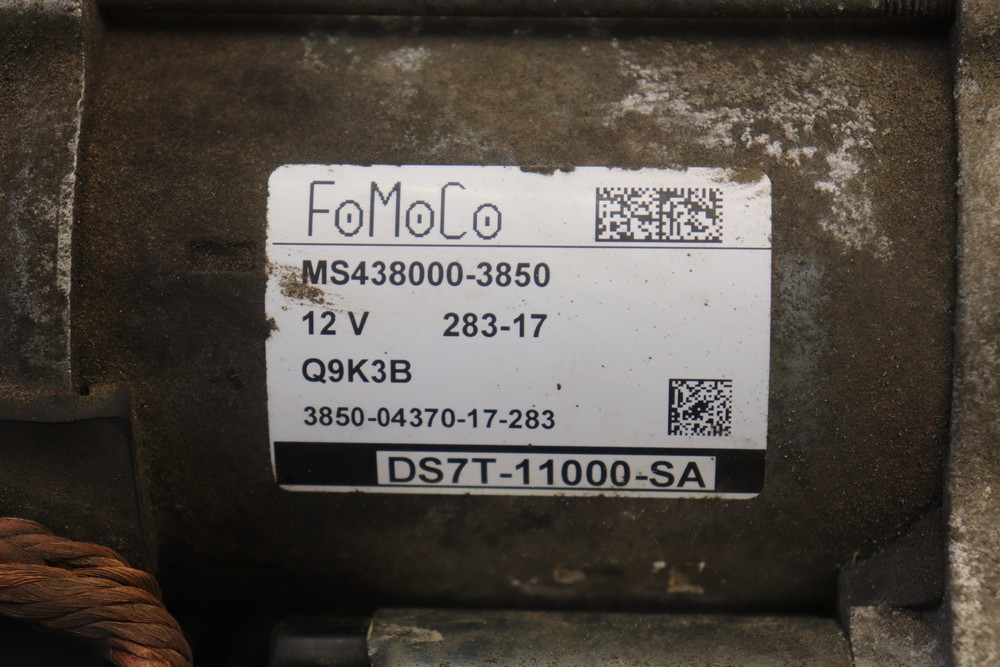 FoMoCo
MS438000-3850
12 V 283-17
Q9K3B
3850-04370-17-283
DS7T-11000-SA